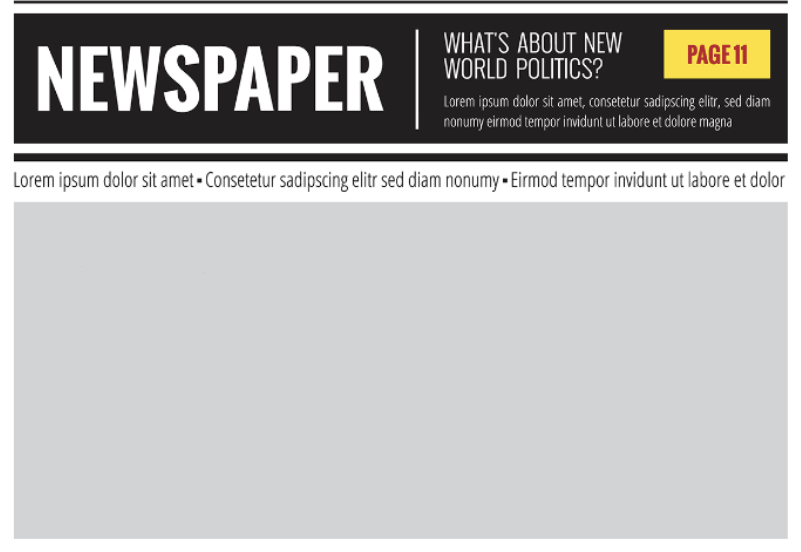 NEWSPAPER
WHAT'S ABOUT NEW
WORLD POLITICS?
PAGE 11
Lorem ipsum dolor sit amet, consetetur sadipscing elitr, sed diam
nonumy eirmod tempor invidunt ut labore et dolore magna
Lorem ipsum dolor sit amet ▪ Consetetur sadipscing elitr sed diam nonumy ▪ Eirmod tempor invidunt ut labore et dolor